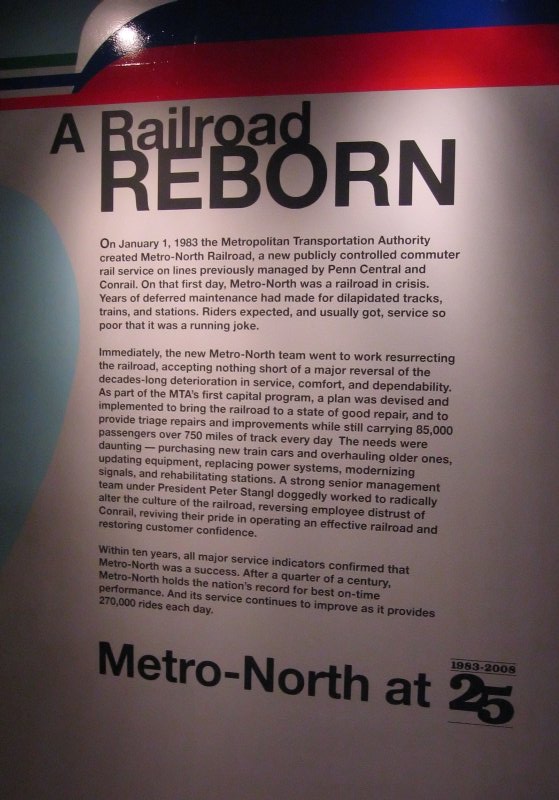 A Railroad
REBORN
On January 1, 1983 the Metropolitan Transportation Authority
created Metro-North Railroad, a new publicly controlled commuter
rail service on lines previously managed by Penn Central and
Conrail. On that first day, Metro-North was a railroad in crisis.
Years of deferred maintenance had made for dilapidated tracks,
trains, and stations. Riders expected, and usually got, service so
poor that it was a running joke.
Immediately, the new Metro-North team went to work resurrecting
the railroad, accepting nothing short of a major reversal of the
decades-long deterioration in service, comfort, and dependability.
As part of the MTA's first capital program, a plan was devised and
implemented to bring the railroad to a state of good repair, and to
provide triage repairs and improvements while still carrying 85,000
passengers over 750 miles of track every day The needs were
daunting — purchasing new train cars and overhauling older ones,
updating equipment, replacing power systems, modernizing
signals, and rehabilitating stations. A strong senior management
team under President Peter Stangl doggedly worked to radically
alter the culture of the railroad, reversing employee distrust of
Conrail, reviving their pride in operating an effective railroad and
restoring customer confidence.
Within ten years, all major service indicators confirmed that
Metro-North was a success. After a quarter of a century,
Metro-North holds the nation's record for best on-time
performance. And its service continues to improve as it provides
270,000 rides each day.
Metro-North at
1983-2008
25